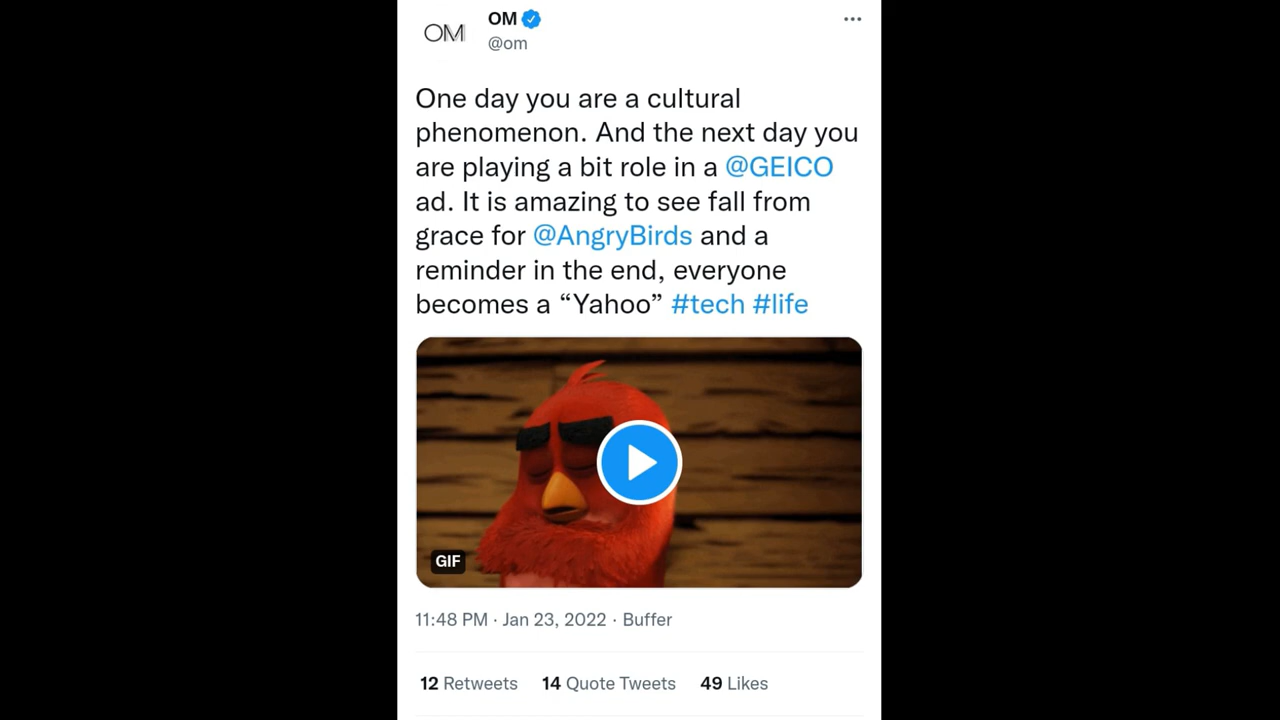 OM
OM
@om
One day you are a cultural
phenomenon. And the next day you
are playing a bit role in a @GEICO
ad. It is amazing to see fall from
grace for @AngryBirds and a
reminder in the end, everyone
becomes a “Yahoo” #tech #life
GIF
11:48 PM · Jan 23, 2022 · Buffer
12 Retweets 14 Quote Tweets 49 Likes